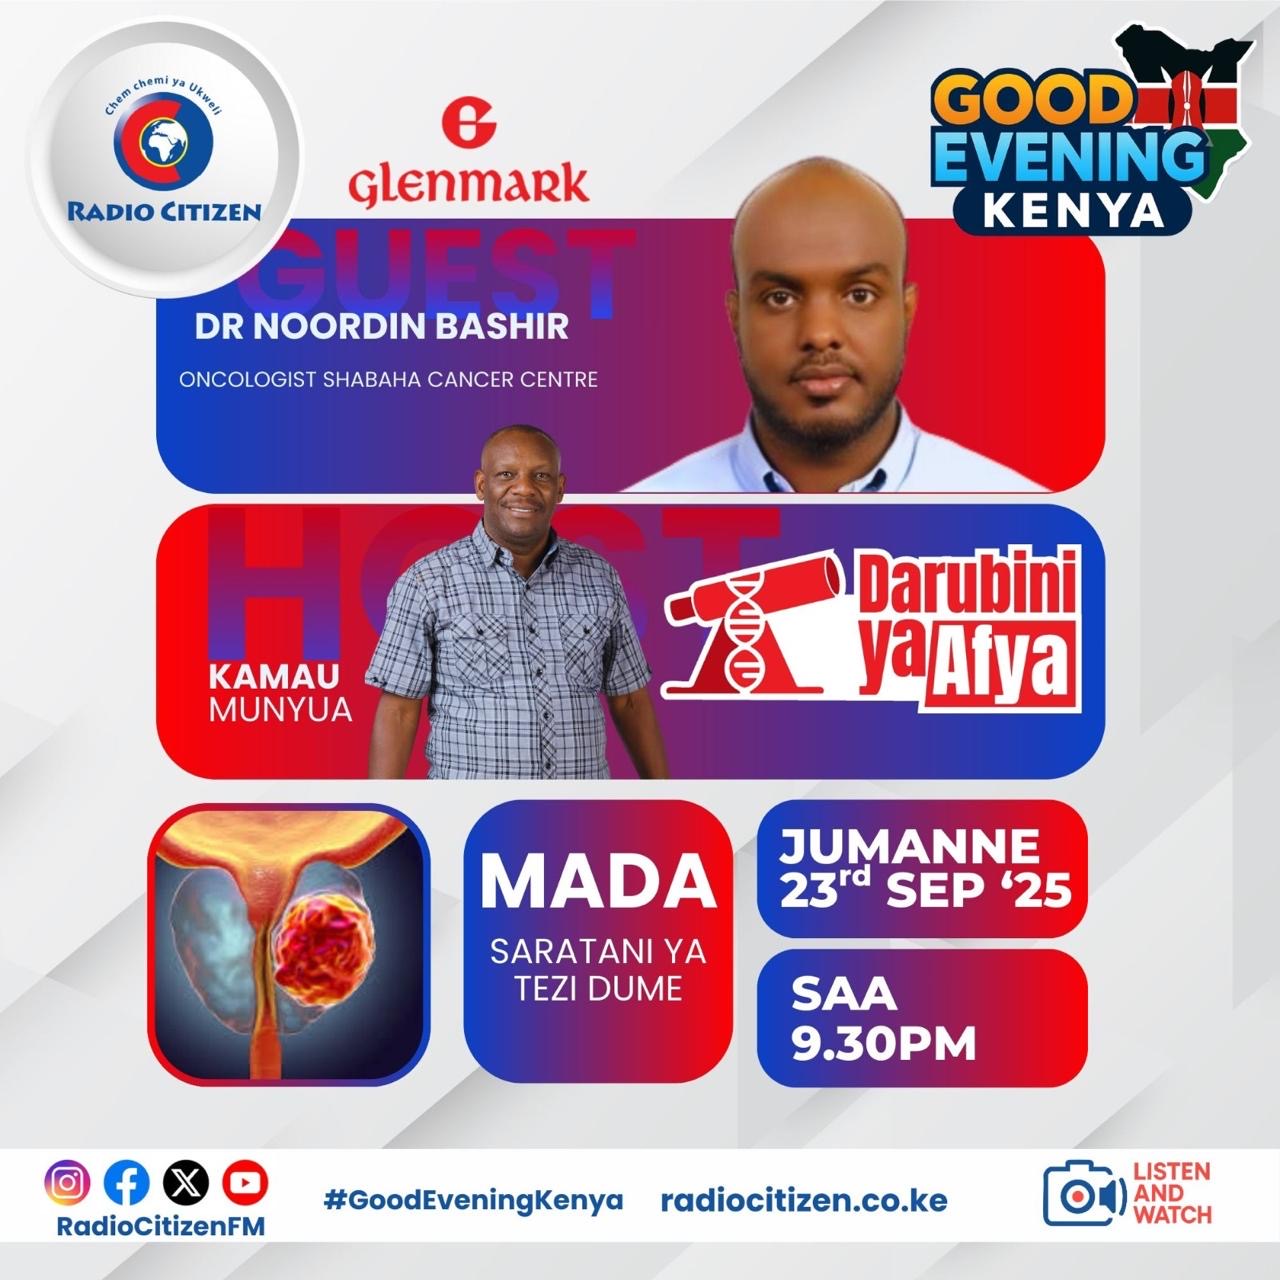 Chem chemi ya Ukweli
RADIO CITIZEN
GLENMARK
GOOD
EVENING
KENYA
GUEST
DR NOORDIN BASHIR
ONCOLOGIST SHABAHA CANCER CENTRE
HOST
KAMAU
MUNYUA
Darubini
ya Afya
MADA
SARATANI YA
TEZI DUME
JUMANNE
23rd SEP ‘25
SAA
9.30PM
RadioCitizenFM
#GoodEveningKenya
radiocitizen.co.ke
LISTEN
AND
WATCH